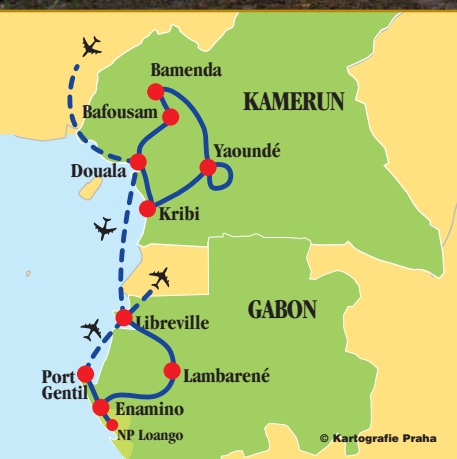 Bamenda
KAMERUN
Bafousam
Yaoundé
Douala
Kribi
Libreville
GABON
Port
Gentil
Lambarené
Enamino
NP Loango
© Kartografie Praha